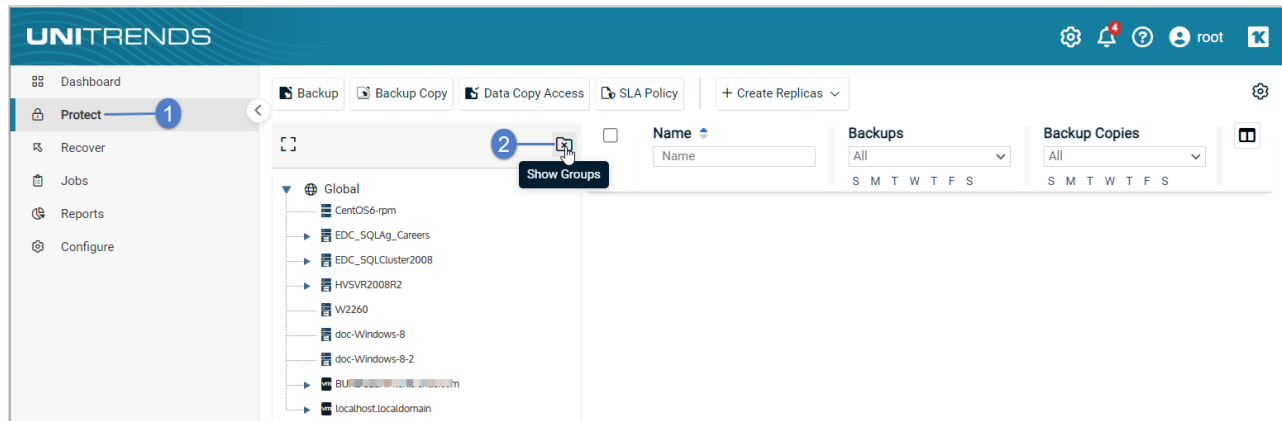 UNITRENDS
4
root
Dashboard
Protect
1
Recover
Jobs
Reports
Configure
Backup
Backup Copy
Data Copy Access
SLA Policy
+ Create Replicas
2
Show Groups
Name
Name
Backups
All
S M T W T F S
Backup Copies
All
S M T W T F S
Global
CentOS6-rpm
EDC_SQLAg_Careers
EDC_SQLCluster2008
HVSVR2008R2
W2260
doc-Windows-8
doc-Windows-8-2
vm
vm localhost.localdomain